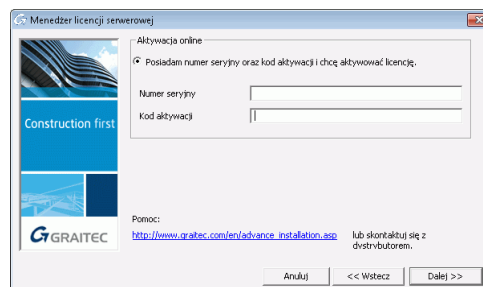 Menedżer licencji serwerowej
Aktywacja online
Posiadam numer seryjny oraz kod aktywacji i chcę aktywować licencję.
Numer seryjny
Kod aktywacji
Construction first
GRAITEC
Pomoc:
http://www.graitec.com/en/advance_installation.asp lub skontaktuj się z
dystrybutorem.
Anuluj << Wstecz Dalej >>